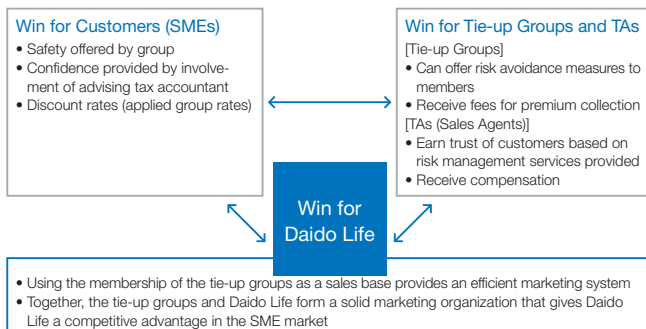 Win for Customers (SMEs)
• Safety offered by group
• Confidence provided by involve-
ment of advising tax accountant
• Discount rates (applied group rates)
Win for Tie-up Groups and TAs
[Tie-up Groups]
• Can offer risk avoidance measures to
members
• Receive fees for premium collection
[TAs (Sales Agents)]
• Earn trust of customers based on
risk management services provided
• Receive compensation
Win for
Daido Life
• Using the membership of the tie-up groups as a sales base provides an efficient marketing system
• Together, the tie-up groups and Daido Life form a solid marketing organization that gives Daido
Life a competitive advantage in the SME market